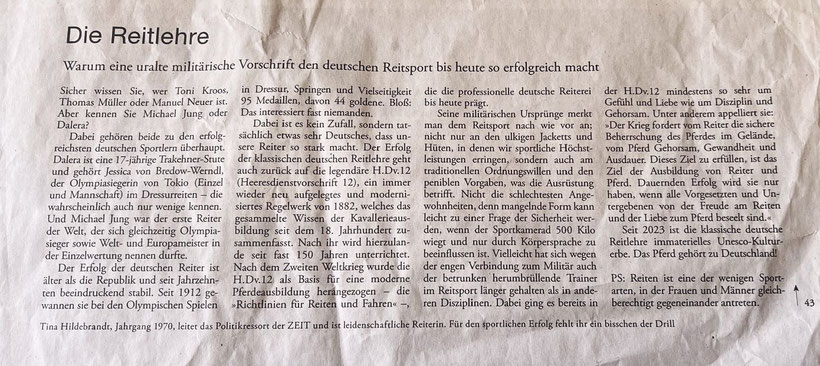 Die Reitlehre
Warum eine uralte militärische Vorschrift den deutschen Reitsport bis heute so erfolgreich macht
Sicher wissen Sie, wer Toni Kroos,
Thomas Müller oder Manuel Neuer ist.
Aber kennen Sie Michael Jung oder
Dalera?
Dabei gehören beide zu den erfolg-
reichsten deutschen Sportlern überhaupt.
Dalera ist eine 17-jährige Trakehner-Stute
und gehört Jessica von Bredow-Werndl,
der Olympiasiegerin von Tokio (Einzel
und Mannschaft) im Dressurreiten – die
wahrscheinlich auch nur wenige kennen.
Und Michael Jung war der erste Reiter
der Welt, der sich gleichzeitig Olympia-
sieger sowie Welt- und Europameister in
der Einzelwertung nennen durfte.
Der Erfolg der deutschen Reiter ist
älter als die Republik und seit Jahrzehn-
ten beeindruckend stabil. Seit 1912 ge-
wannen sie bei den Olympischen Spielen
in Dressur, Springen und Vielseitigkeit
95 Medaillen, davon 44 goldene. Bloß:
Das interessiert fast niemanden.
Dabei ist es kein Zufall, sondern tat-
sächlich etwas sehr Deutsches, das un-
sere Reiter so stark macht. Der Erfolg
der klassischen deutschen Reitlehre geht
auch zurück auf die legendäre H.Dv.12
(Heeresdienstvorschrift 12), ein immer
wieder neu aufgelegtes und moderni-
siertes Regelwerk von 1882, welches das
gesammelte Wissen der Kavallerieaus-
bildung seit dem 18. Jahrhundert zu-
sammenfasst. Nach ihr wird hierzulan-
de seit fast 150 Jahren unterrichtet.
Nach dem Zweiten Weltkrieg wurde die
H.Dv.12 als Basis für eine moderne
Pferdeausbildung herangezogen – die
»Richtlinien für Reiten und Fahren« –,
die die professionelle deutsche Reiterei
bis heute prägt.
Seine militärischen Ursprünge merkt
man dem Reitsport nach wie vor an;
nicht nur an den ulkigen Jacketts und
Hüten, in denen wir sportliche Höchst-
leistungen erringen, sondern auch am
traditionellen Ordnungswillen und den
peniblen Vorgaben, was die Ausrüstung
betrifft. Nicht die schlechtesten Ange-
wohnheiten, denn mangelnde Form kann
leicht zu einer Frage der Sicherheit wer-
den, wenn der Sportkamerad 500 Kilo
wiegt und nur durch Körpersprache zu
beeinflussen ist. Vielleicht hat sich wegen
der engen Verbindung zum Militär auch
der betrunken herumbrüllende Trainer
im Reitsport länger gehalten als in ande-
ren Disziplinen. Dabei ging es bereits in
der H.Dv.12 mindestens so sehr um
Gefühl und Liebe wie um Disziplin und
Gehorsam. Unter anderem appelliert sie:
»Der Krieg fordert vom Reiter die sichere
Beherrschung des Pferdes im Gelände,
vom Pferd Gehorsam, Gewandheit und
Ausdauer. Dieses Ziel zu erfüllen, ist das
Ziel der Ausbildung von Reiter und
Pferd. Dauernden Erfolg wird sie nur
haben, wenn alle Vorgesetzten und Un-
tergebenen von der Freude am Reiten
und der Liebe zum Pferd beseelt sind.«
Seit 2023 ist die klassische deutsche
Reitlehre immaterielles Unesco-Kultur-
erbe. Das Pferd gehört zu Deutschland!
PS: Reiten ist eine der wenigen Sport-
arten, in der Frauen und Männer gleich-
berechtigt gegeneinander antreten.
43
Tina Hildebrandt, Jahrgang 1970, leitet das Politikressort der ZEIT und ist leidenschaftliche Reiterin. Für den sportlichen Erfolg fehlt ihr ein bisschen der Drill